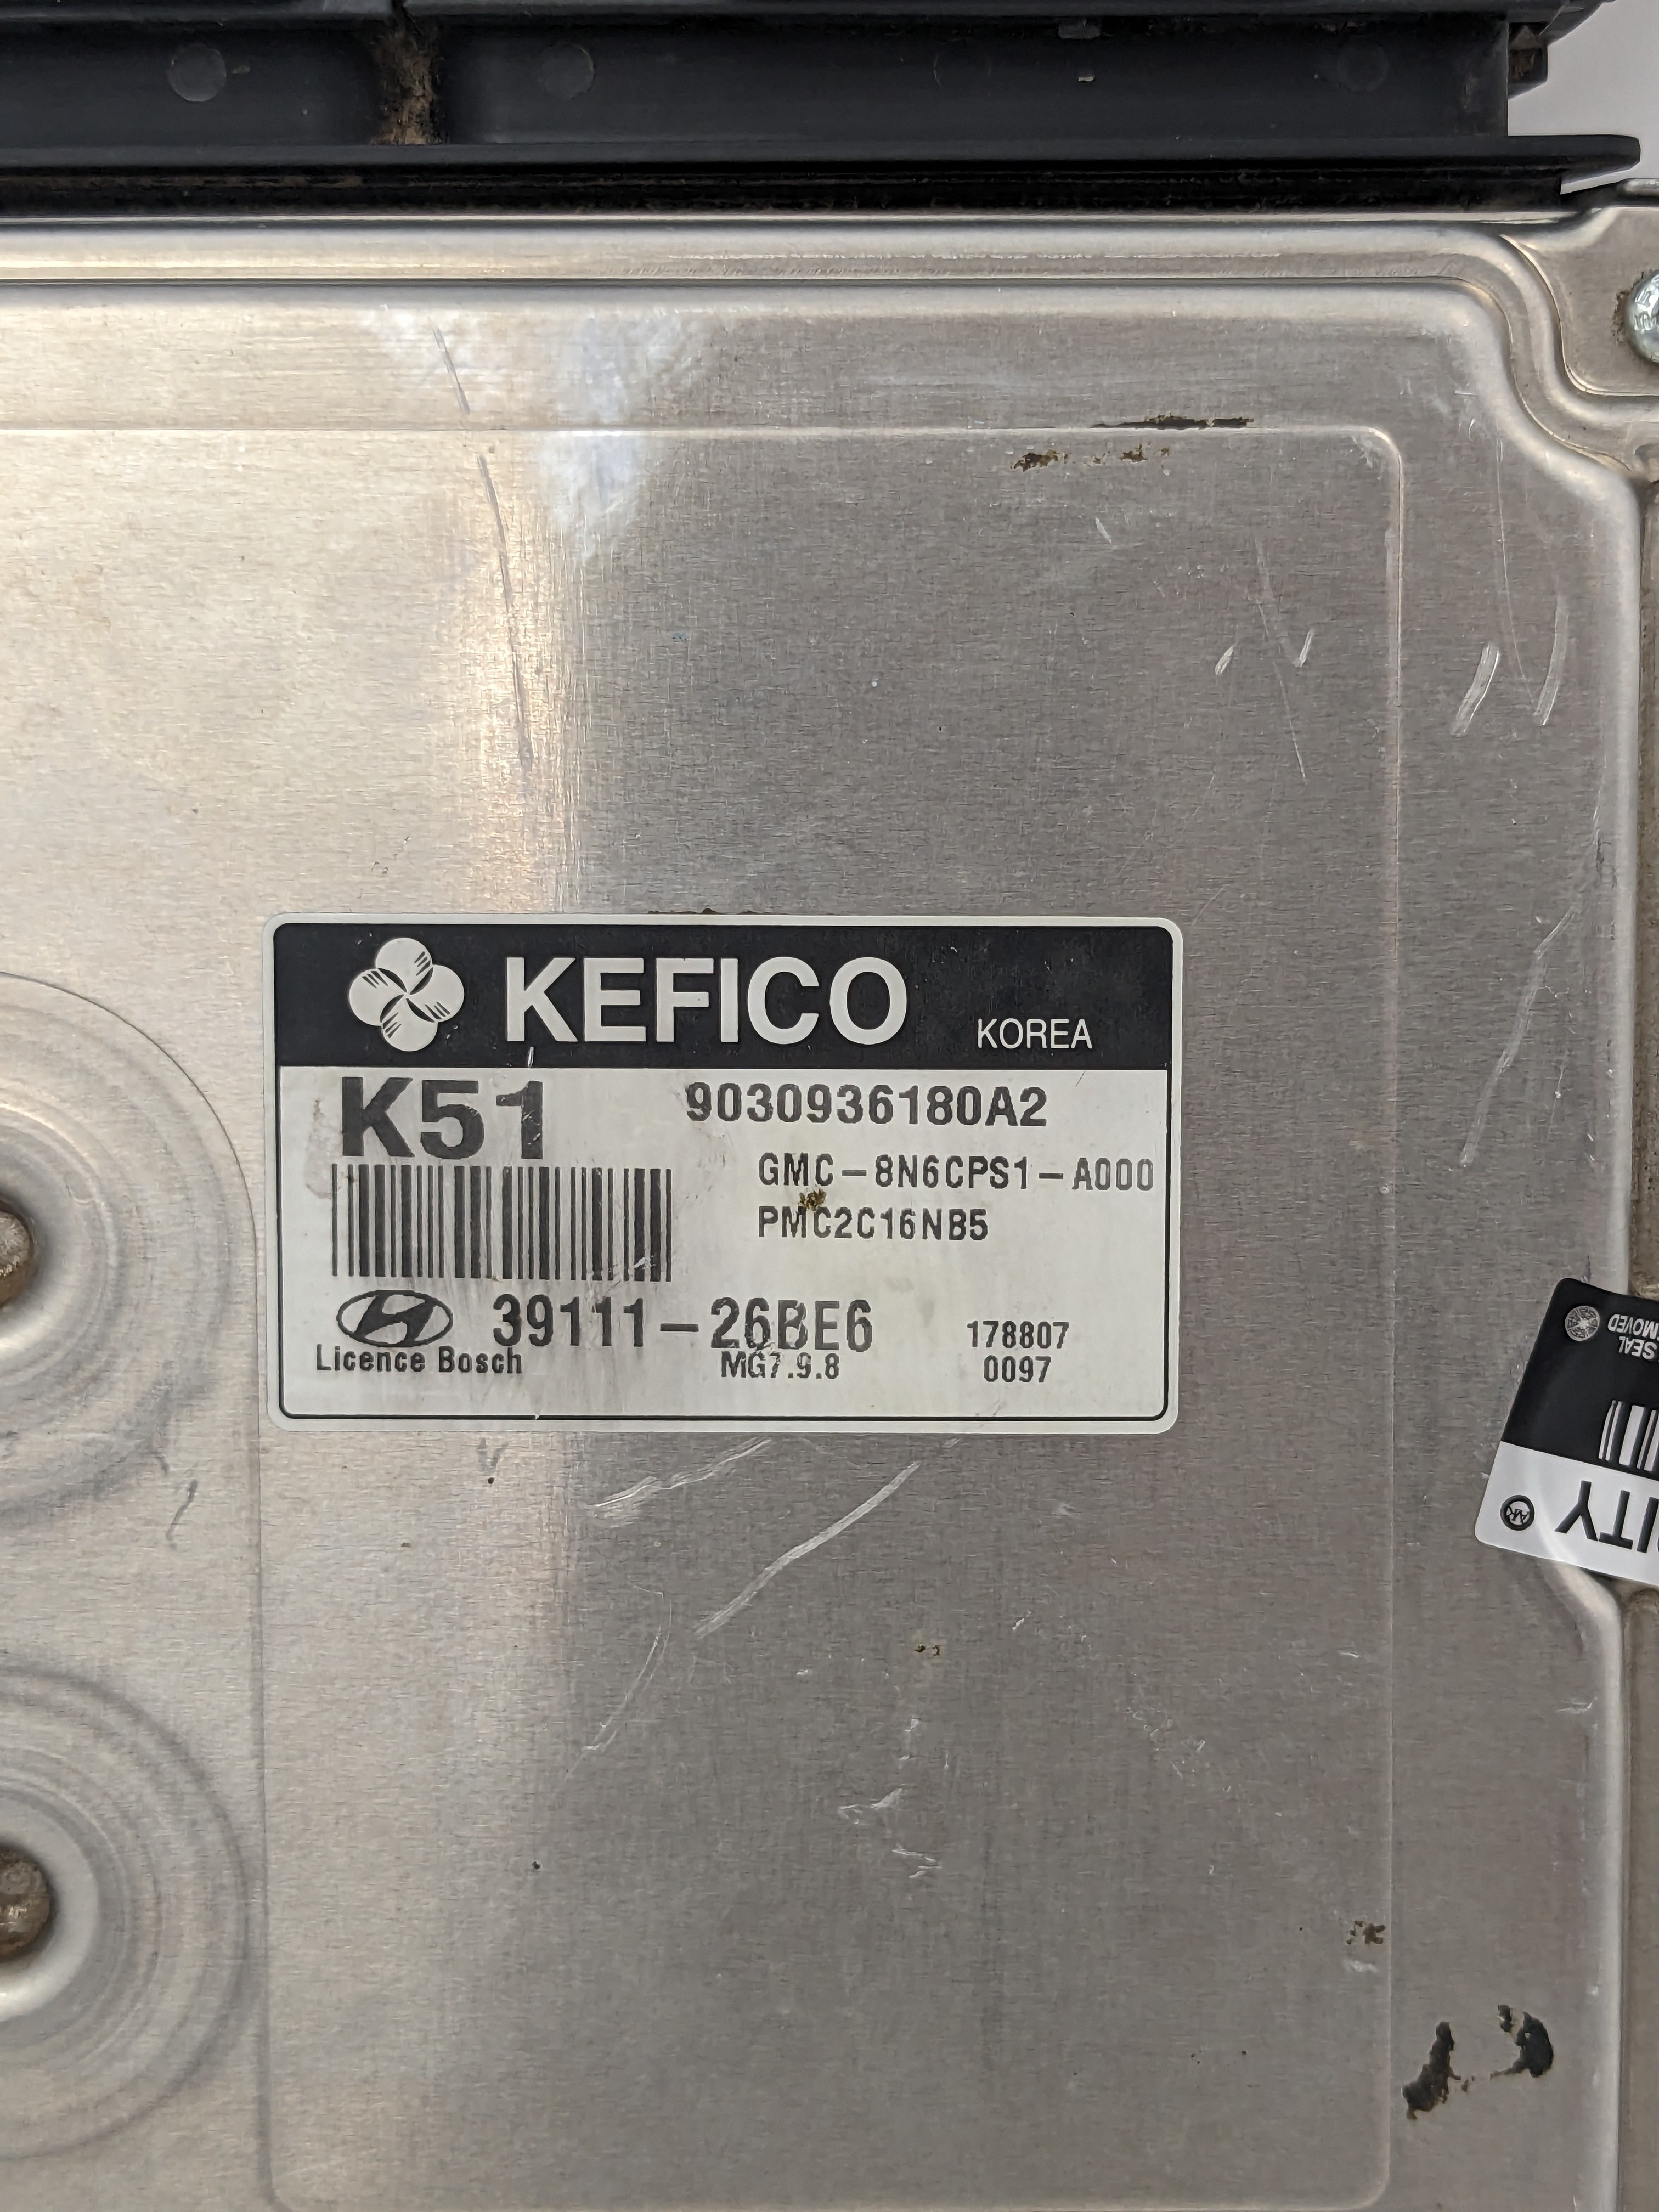 KEFICO KOREA
K51 9030936180A2
GMC-8N6CPS1-A000
PMC2C16NB5
39111-26BE6 178807
Licence Bosch MG7.9.8 0097
SEAL